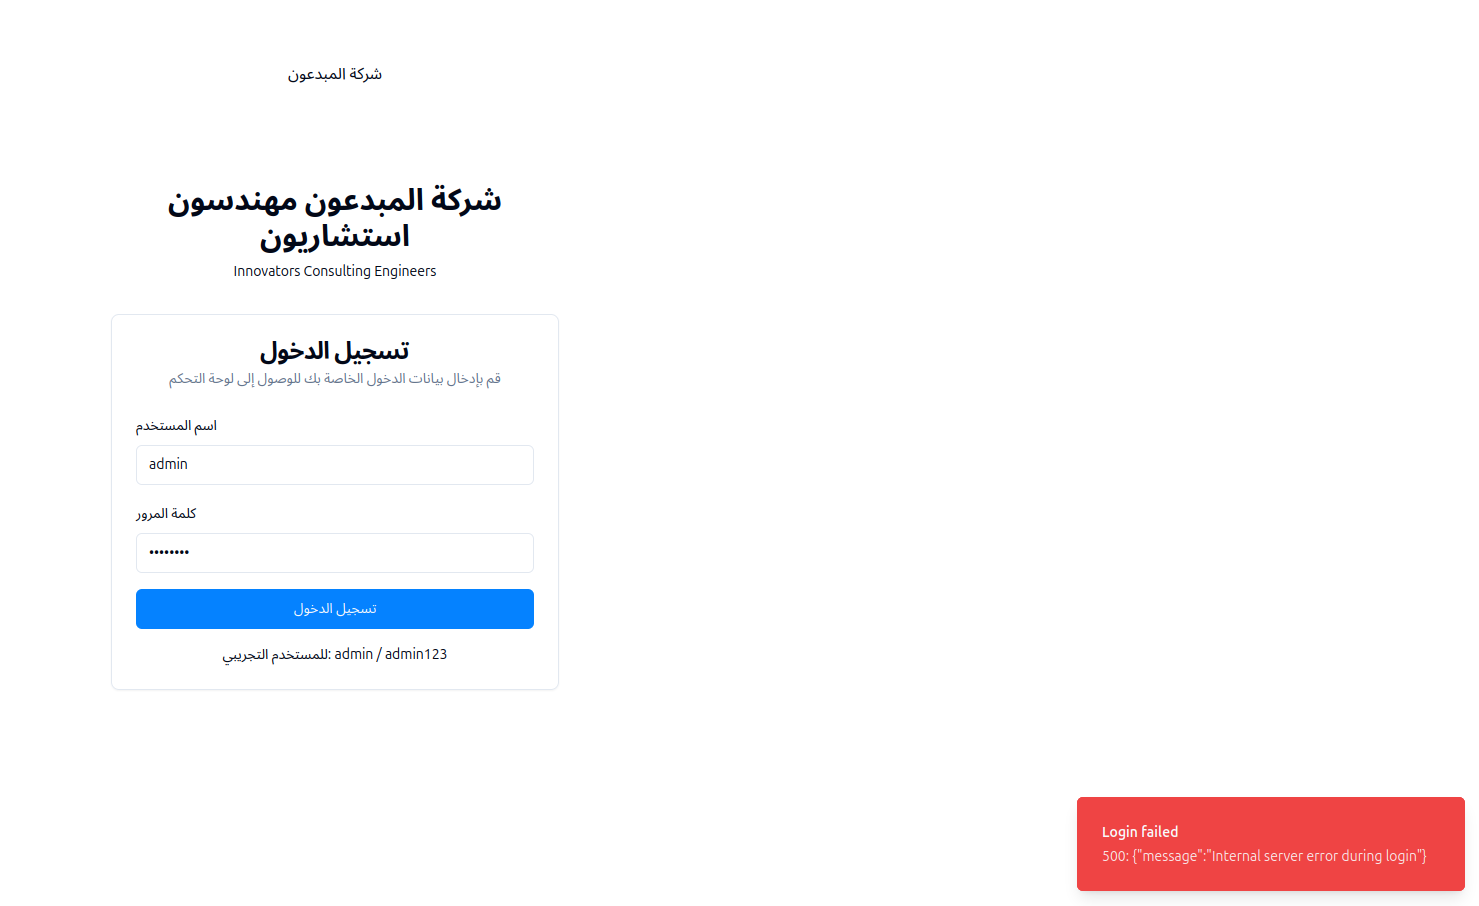 شركة المبدعون
شركة المبدعون مهندسون
استشاريون
Innovators Consulting Engineers
تسجيل الدخول
قم بإدخال بيانات الدخول الخاصة بك للوصول إلى لوحة التحكم
اسم المستخدم
admin
كلمة المرور
••••••••
تسجيل الدخول
للمستخدم التجريبي: admin / admin123
Login failed
500: {"message":"Internal server error during login"}